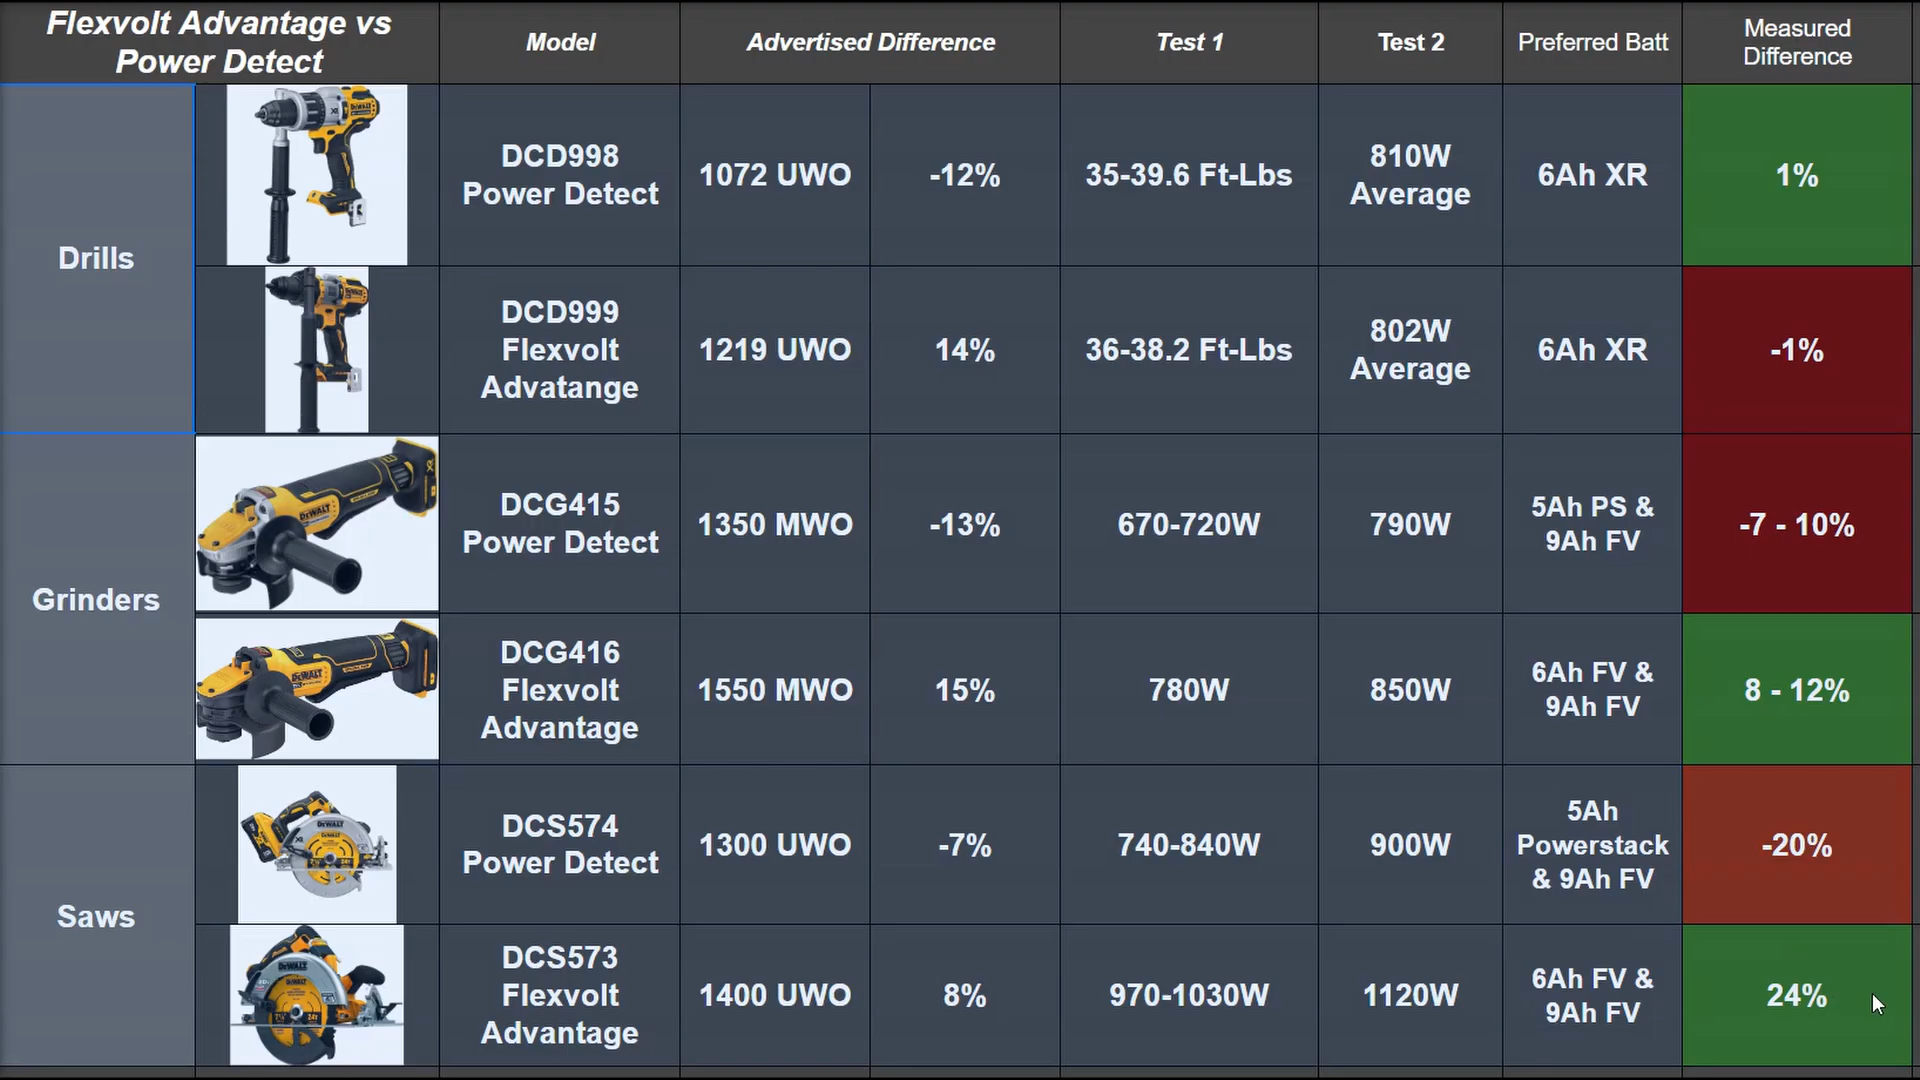 Flexvolt Advantage vs
Power Detect
Model
Advertised Difference
Test 1
Test 2
Preferred Batt
Measured
Difference
Drills
DCD998
Power Detect
1072 UWO
-12%
35-39.6 Ft-Lbs
810W
Average
6Ah XR
1%
DCD999
Flexvolt
Advatange
1219 UWO
14%
36-38.2 Ft-Lbs
802W
Average
6Ah XR
-1%
Grinders
DEWALT
DCG415
Power Detect
1350 MWO
-13%
670-720W
790W
5Ah PS &
9Ah FV
-7 - 10%
DEWALT
DCG416
Flexvolt
Advantage
1550 MWO
15%
780W
850W
6Ah FV &
9Ah FV
8 - 12%
Saws
DEWALT
DCS574
Power Detect
1300 UWO
-7%
740-840W
900W
5Ah
Powerstack
& 9Ah FV
-20%
DEWALT
DCS573
Flexvolt
Advantage
1400 UWO
8%
970-1030W
1120W
6Ah FV &
9Ah FV
24%